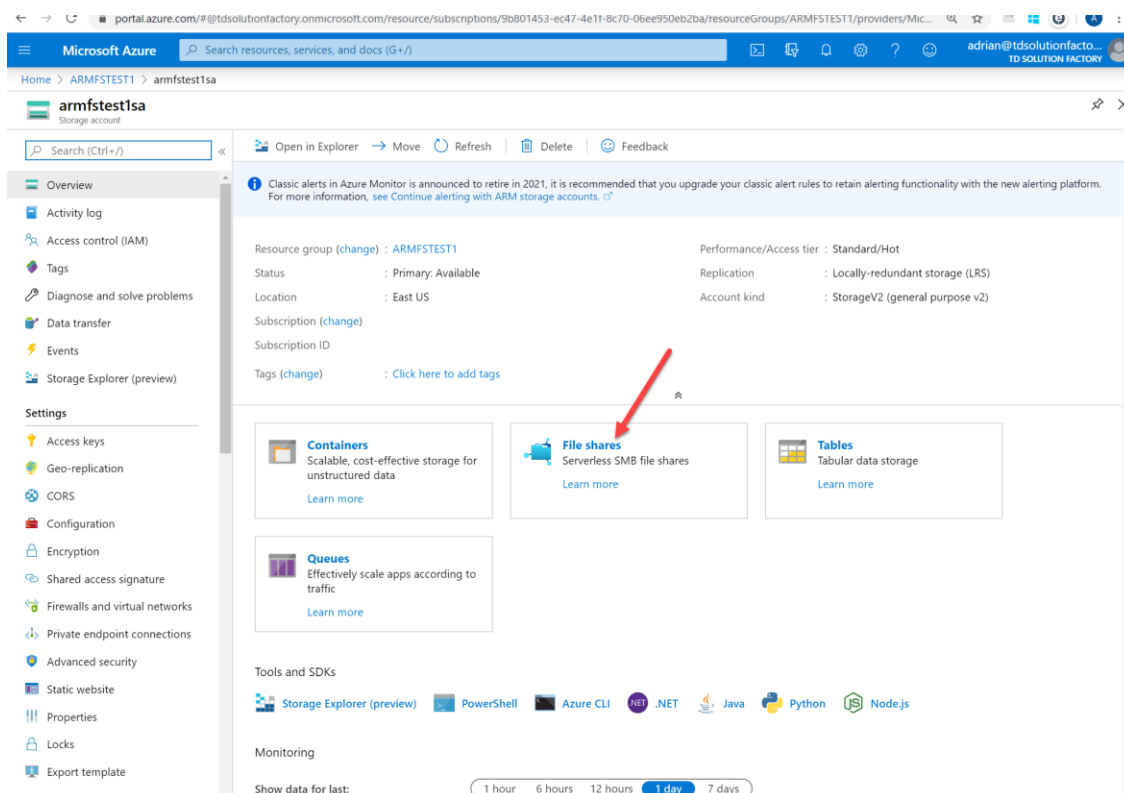 portal.azure.com/#@tdsolutionfactory.onmicrosoft.com/resource/subscriptions/9b801453-ec47-4e1f-8c70-06ee950eb2ba/resourceGroups/ARMFSTEST1/providers/Mic...
A
Microsoft Azure
Search resources, services, and docs (G+/)
adrian@tdsolutionfacto...
TD SOLUTION FACTORY
Home > ARMFSTEST1 > armfstest1sa
armfstest1sa
Storage account
Search (Ctrl+/)
«
Overview
Activity log
Access control (IAM)
Tags
Diagnose and solve problems
Data transfer
Events
Storage Explorer (preview)
Settings
Access keys
Geo-replication
CORS
Configuration
Encryption
Shared access signature
Firewalls and virtual networks
Private endpoint connections
Advanced security
Static website
Properties
Locks
Export template
Open in Explorer
Move
Refresh
Delete
Feedback
Classic alerts in Azure Monitor is announced to retire in 2021, it is recommended that you upgrade your classic alert rules to retain alerting functionality with the new alerting platform.
For more information, see Continue alerting with ARM storage accounts.
Resource group (change) : ARMFSTEST1
Status : Primary: Available
Location : East US
Subscription (change)
Subscription ID
Tags (change) : Click here to add tags
Performance/Access tier : Standard/Hot
Replication : Locally-redundant storage (LRS)
Account kind : StorageV2 (general purpose v2)
Containers
Scalable, cost-effective storage for
unstructured data
Learn more
File shares
Serverless SMB file shares
Learn more
Tables
Tabular data storage
Learn more
Queues
Effectively scale apps according to
traffic
Learn more
Tools and SDKs
Storage Explorer (preview)
PowerShell
Azure CLI
NET
.NET
Java
Python
JS
Node.js
Monitoring
Show data for last:
1 hour
6 hours
12 hours
1 day
7 days